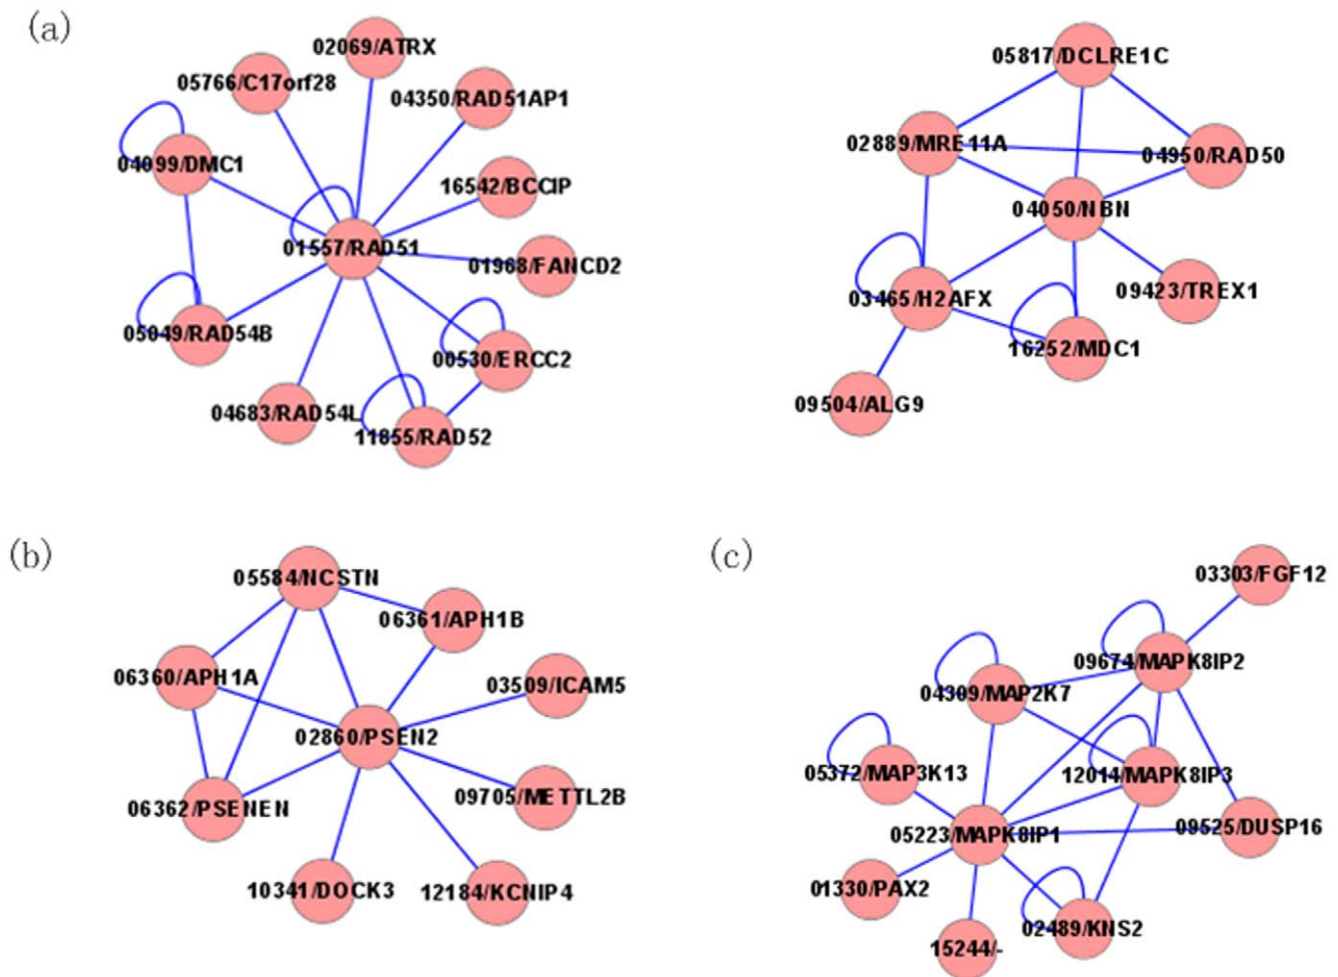 (a)
02069/ATRX
05766/C17orf28
04350/RAD51AP1
04099/DMC1
16542/BCCIP
01557/RAD51
01968/FANCD2
05049/RAD54B
00530/ERCC2
04683/RAD54L
11855/RAD52
05817/DCLRE1C
02889/MRE11A
04950/RAD50
04050/NBN
03465/H2AFX
09423/TREX1
16252/MDC1
09504/ALG9
(b)
05584/NCSTN
06361/APH1B
06360/APH1A
03509/ICAM5
02860/PSEN2
09705/METTL2B
06362/PSENEN
10341/DOCK3
12184/KCNIP4
(c)
03303/FGF12
09674/MAPK8IP2
04309/MAP2K7
05372/MAP3K13
12014/MAPK8IP3
05223/MAPK8IP1
09525/DUSP16
01330/PAX2
02489/KNS2
15244/-